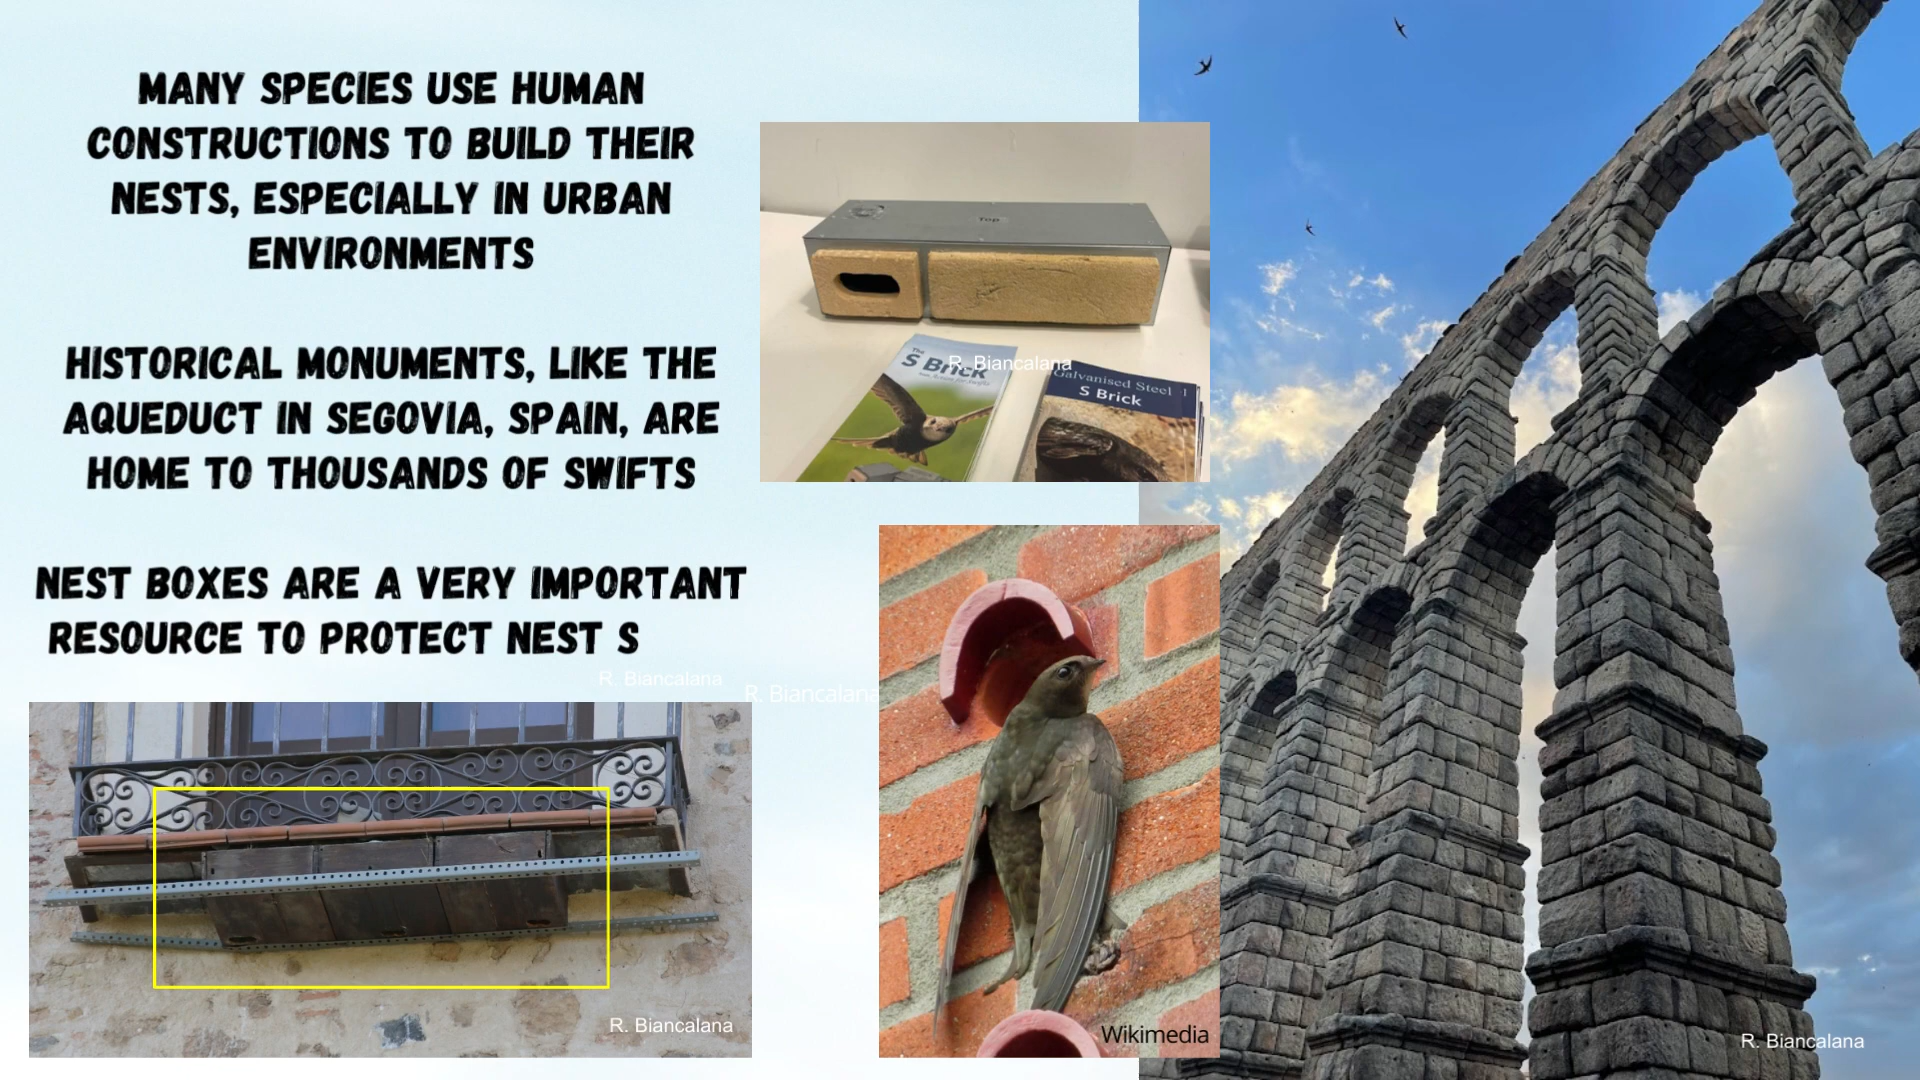 MANY SPECIES USE HUMAN
CONSTRUCTIONS TO BUILD THEIR
NESTS, ESPECIALLY IN URBAN
ENVIRONMENTS
HISTORICAL MONUMENTS, LIKE THE
AQUEDUCT IN SEGOVIA, SPAIN, ARE
HOME TO THOUSANDS OF SWIFTS
NEST BOXES ARE A VERY IMPORTANT
RESOURCE TO PROTECT NEST S
R. Biancalana
R. Biancalana
Top
R. Biancalana
The
S Brick
Galvanised Steel
S Brick
R. Biancalana
Wikimedia
R. Biancalana